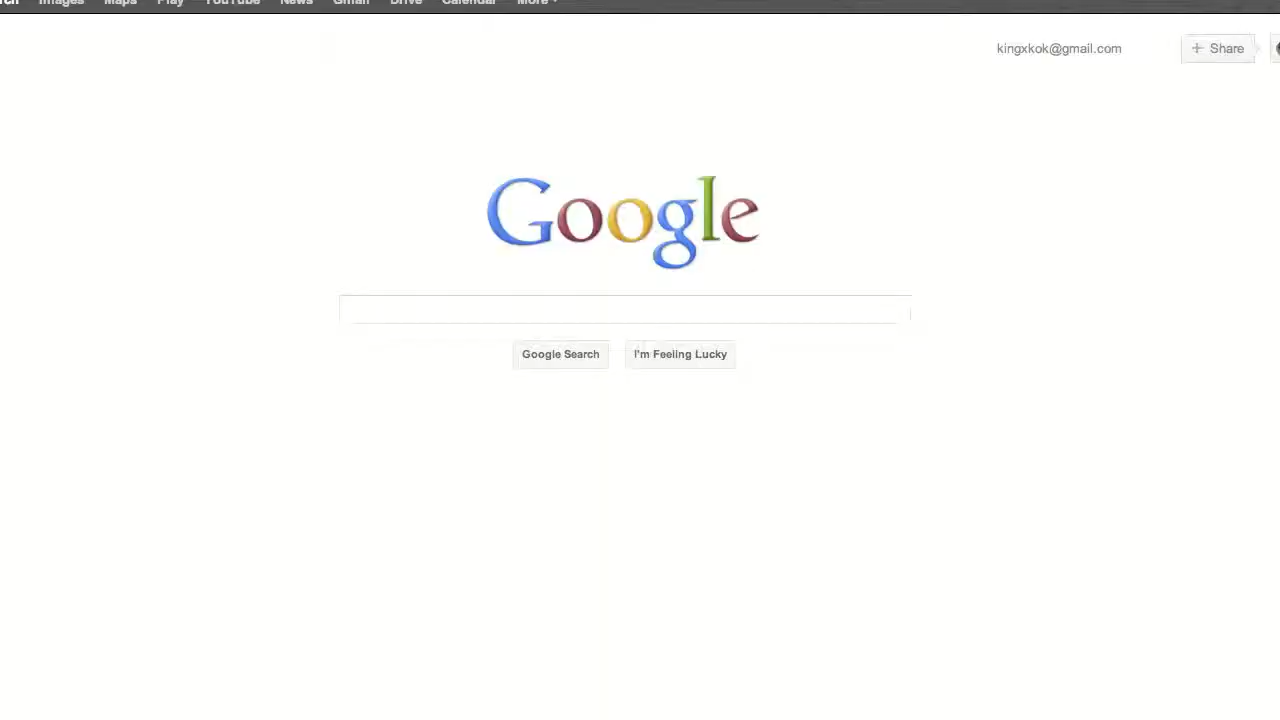 Images Maps Play YouTube News Gmail Drive Calendar More
kingxkok@gmail.com + Share
Google
Google Search I'm Feeling Lucky